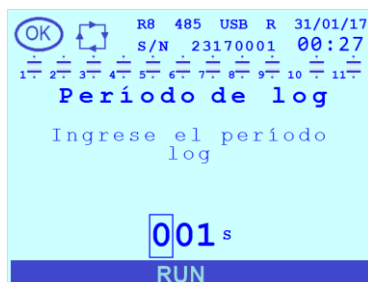 OK R8 485 USB R 31/01/17
S/N 23170001 00:27
1 2 3 4 5 6 7 8 9 10 11
Período de log
Ingrese el período
log
001 s
RUN